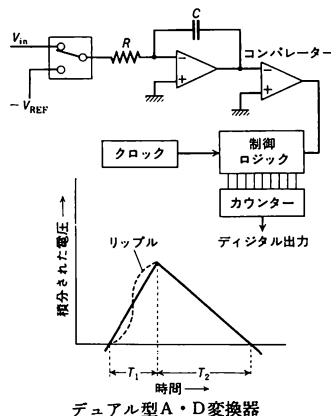 C
V_in
R
コンパレーター
−V_REF
クロック
制御
ロジック
カウンター
ディジタル出力
積分された電圧→
リップル
T₁
T₂
時間→
デュアル型A・D変換器